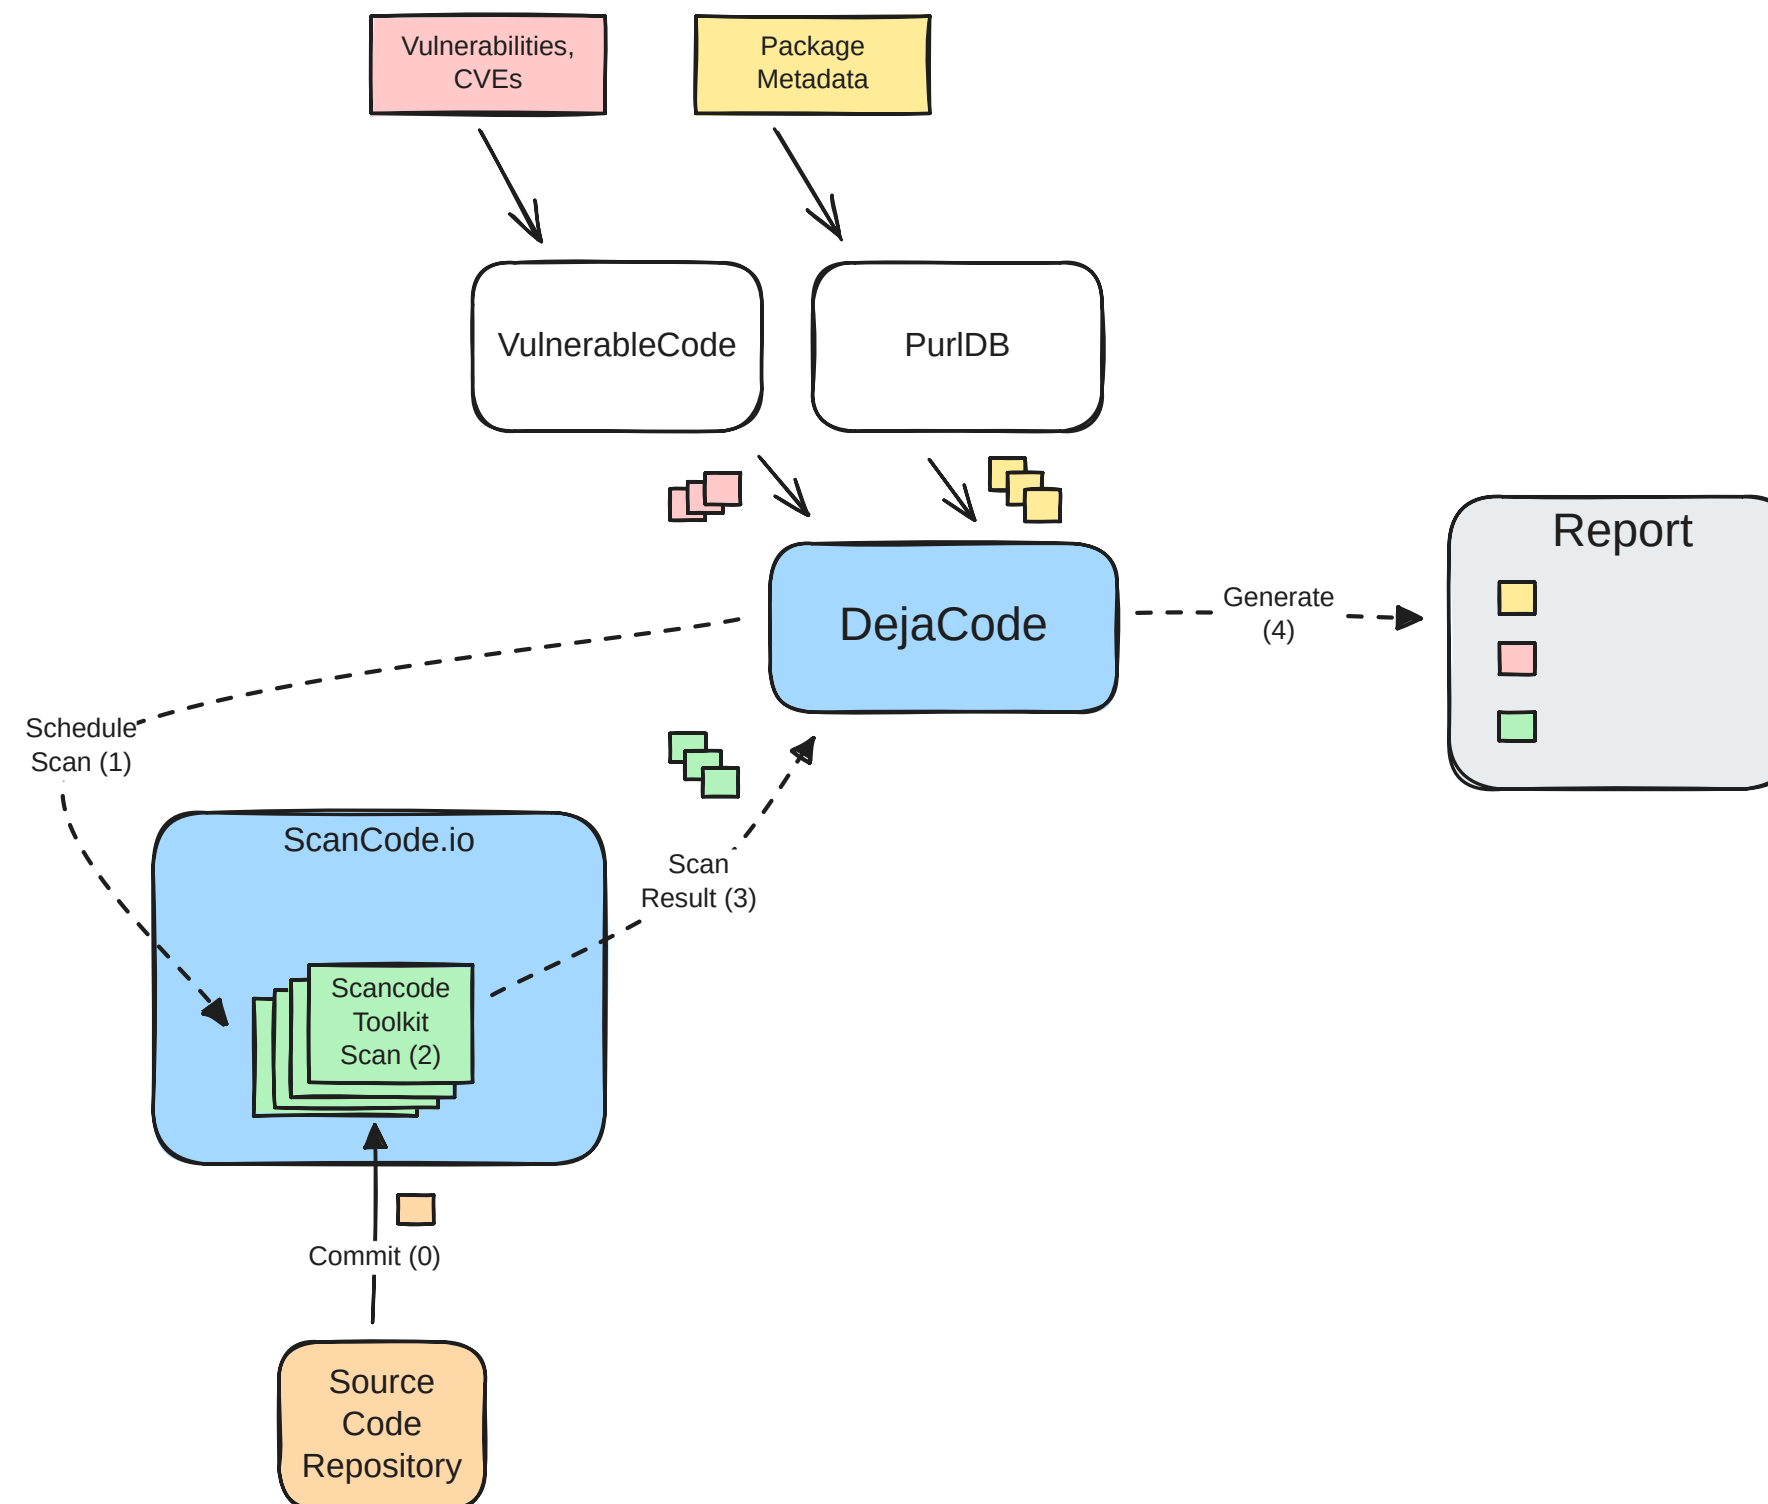 Vulnerabilities,
CVEs
Package
Metadata
VulnerableCode
PurlDB
DejaCode
Generate
(4)
Report
Schedule
Scan (1)
ScanCode.io
Scan
Result (3)
Scancode
Toolkit
Scan (2)
Commit (0)
Source
Code
Repository